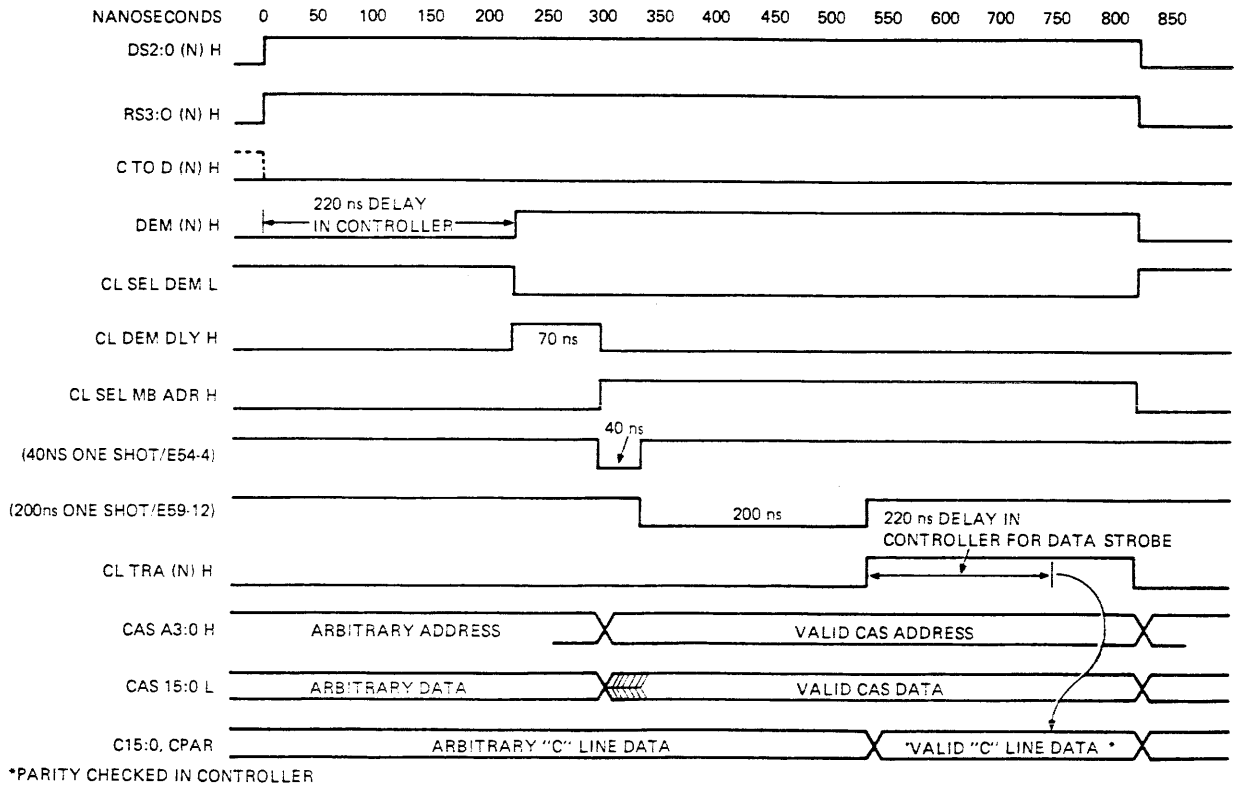 NANOSECONDS 0 50 100 150 200 250 300 350 400 450 500 550 600 650 700 750 800 850
DS2:0 (N) H
RS3:O (N) H
C TO D (N) H
220 ns DELAY
IN CONTROLLER
DEM (N) H
CL SEL DEM L
CL DEM DLY H
70 ns
CL SEL MB ADR H
40 ns
(40NS ONE SHOT/E54-4)
(200ns ONE SHOT/E59-12)
200 ns
220 ns DELAY IN
CONTROLLER FOR DATA STROBE
CL TRA (N) H
CAS A3:0 H
ARBITRARY ADDRESS
VALID CAS ADDRESS
CAS 15:0 L
ARBITRARY DATA
VALID CAS DATA
C15:0, CPAR
ARBITRARY "C" LINE DATA
"VALID "C" LINE DATA *
*PARITY CHECKED IN CONTROLLER